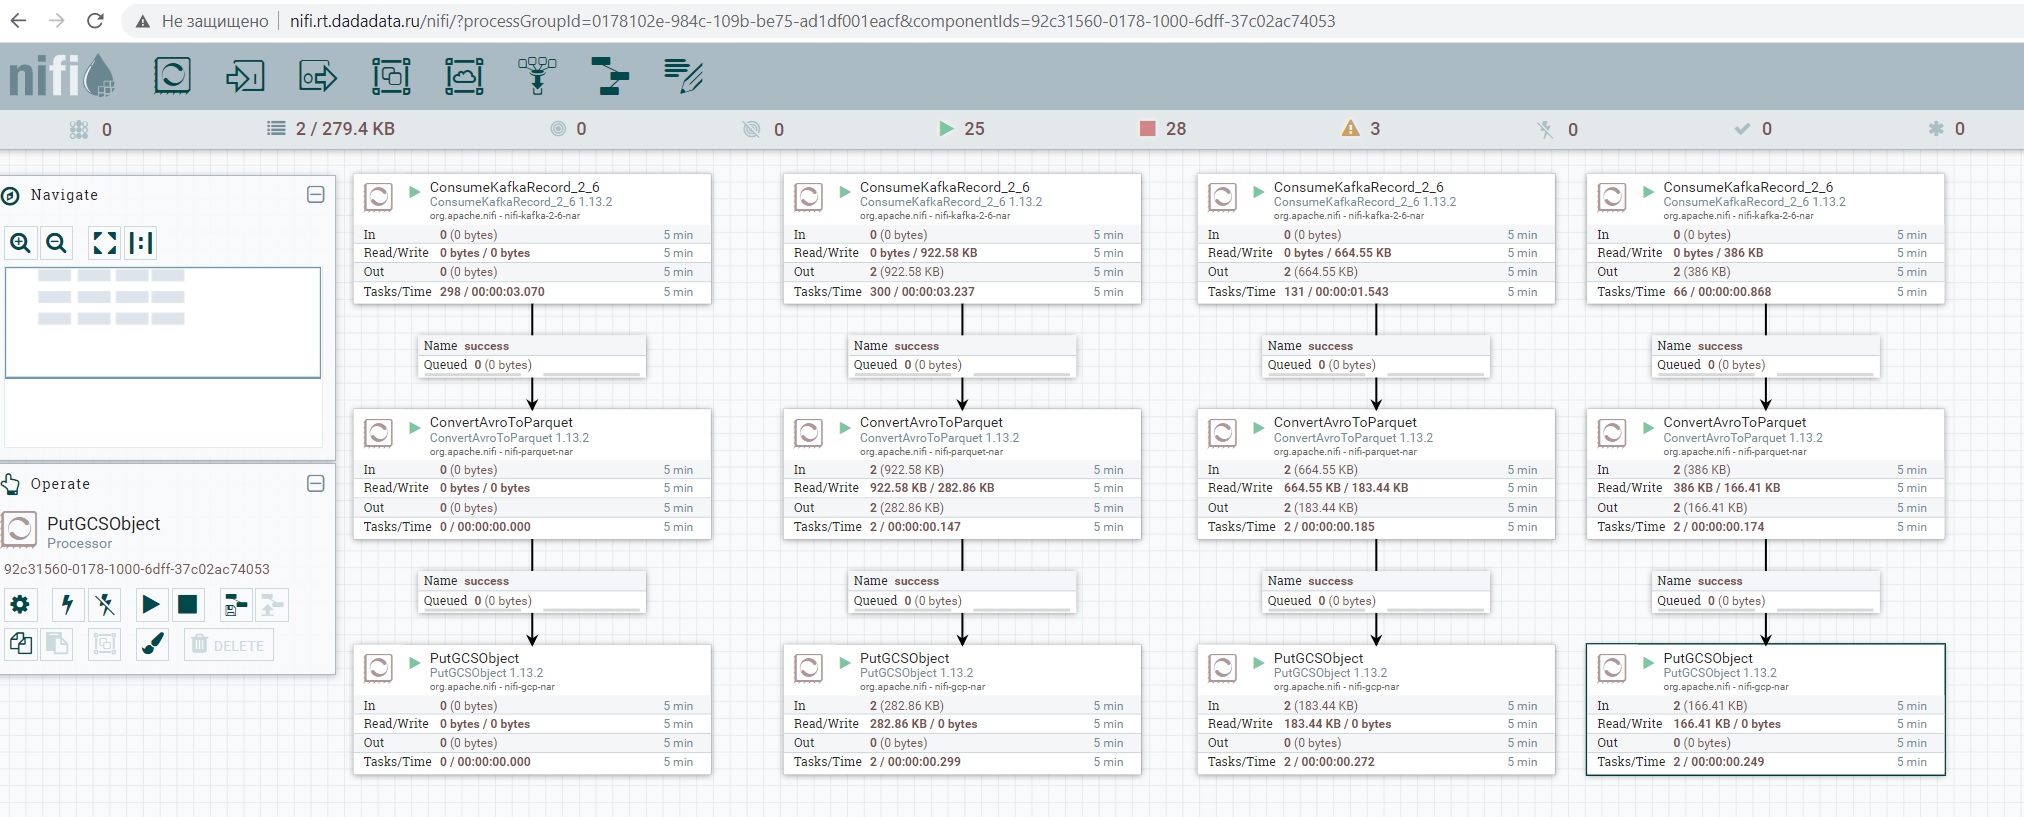 Не защищено nifi.rt.dadadata.ru/nifi/?processGroupId=0178102e-984c-109b-be75-ad1df001eacf&componentIds=92c31560-0178-1000-6dff-37c02ac74053
nifi
0 2 / 279.4 KB 0 0 25 28 3 0 0 0
Navigate
Operate
PutGCSObject
Processor
92c31560-0178-1000-6dff-37c02ac74053
DELETE
ConsumeKafkaRecord_2_6
ConsumeKafkaRecord_2_6 1.13.2
org.apache.nifi - nifi-kafka-2-6-nar
In 0 (0 bytes) 5 min
Read/Write 0 bytes / 0 bytes 5 min
Out 0 (0 bytes) 5 min
Tasks/Time 298 / 00:00:03.070 5 min
Name success
Queued 0 (0 bytes)
ConvertAvroToParquet
ConvertAvroToParquet 1.13.2
org.apache.nifi - nifi-parquet-nar
In 0 (0 bytes) 5 min
Read/Write 0 bytes / 0 bytes 5 min
Out 0 (0 bytes) 5 min
Tasks/Time 0 / 00:00:00.000 5 min
Name success
Queued 0 (0 bytes)
PutGCSObject
PutGCSObject 1.13.2
org.apache.nifi - nifi-gcp-nar
In 0 (0 bytes) 5 min
Read/Write 0 bytes / 0 bytes 5 min
Out 0 (0 bytes) 5 min
Tasks/Time 0 / 00:00:00.000 5 min
ConsumeKafkaRecord_2_6
ConsumeKafkaRecord_2_6 1.13.2
org.apache.nifi - nifi-kafka-2-6-nar
In 0 (0 bytes) 5 min
Read/Write 0 bytes / 922.58 KB 5 min
Out 2 (922.58 KB) 5 min
Tasks/Time 300 / 00:00:03.237 5 min
Name success
Queued 0 (0 bytes)
ConvertAvroToParquet
ConvertAvroToParquet 1.13.2
org.apache.nifi - nifi-parquet-nar
In 2 (922.58 KB) 5 min
Read/Write 922.58 KB / 282.86 KB 5 min
Out 2 (282.86 KB) 5 min
Tasks/Time 2 / 00:00:00.147 5 min
Name success
Queued 0 (0 bytes)
PutGCSObject
PutGCSObject 1.13.2
org.apache.nifi - nifi-gcp-nar
In 2 (282.86 KB) 5 min
Read/Write 282.86 KB / 0 bytes 5 min
Out 0 (0 bytes) 5 min
Tasks/Time 2 / 00:00:00.299 5 min
ConsumeKafkaRecord_2_6
ConsumeKafkaRecord_2_6 1.13.2
org.apache.nifi - nifi-kafka-2-6-nar
In 0 (0 bytes) 5 min
Read/Write 0 bytes / 664.55 KB 5 min
Out 2 (664.55 KB) 5 min
Tasks/Time 131 / 00:00:01.543 5 min
Name success
Queued 0 (0 bytes)
ConvertAvroToParquet
ConvertAvroToParquet 1.13.2
org.apache.nifi - nifi-parquet-nar
In 2 (664.55 KB) 5 min
Read/Write 664.55 KB / 183.44 KB 5 min
Out 2 (183.44 KB) 5 min
Tasks/Time 2 / 00:00:00.185 5 min
Name success
Queued 0 (0 bytes)
PutGCSObject
PutGCSObject 1.13.2
org.apache.nifi - nifi-gcp-nar
In 2 (183.44 KB) 5 min
Read/Write 183.44 KB / 0 bytes 5 min
Out 0 (0 bytes) 5 min
Tasks/Time 2 / 00:00:00.272 5 min
ConsumeKafkaRecord_2_6
ConsumeKafkaRecord_2_6 1.13.2
org.apache.nifi - nifi-kafka-2-6-nar
In 0 (0 bytes) 5 min
Read/Write 0 bytes / 386 KB 5 min
Out 2 (386 KB) 5 min
Tasks/Time 66 / 00:00:00.868 5 min
Name success
Queued 0 (0 bytes)
ConvertAvroToParquet
ConvertAvroToParquet 1.13.2
org.apache.nifi - nifi-parquet-nar
In 2 (386 KB) 5 min
Read/Write 386 KB / 166.41 KB 5 min
Out 2 (166.41 KB) 5 min
Tasks/Time 2 / 00:00:00.174 5 min
Name success
Queued 0 (0 bytes)
PutGCSObject
PutGCSObject 1.13.2
org.apache.nifi - nifi-gcp-nar
In 2 (166.41 KB) 5 min
Read/Write 166.41 KB / 0 bytes 5 min
Out 0 (0 bytes) 5 min
Tasks/Time 2 / 00:00:00.249 5 min